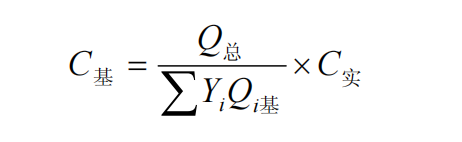 C基 = Q总 / ∑YiQi基 × C实